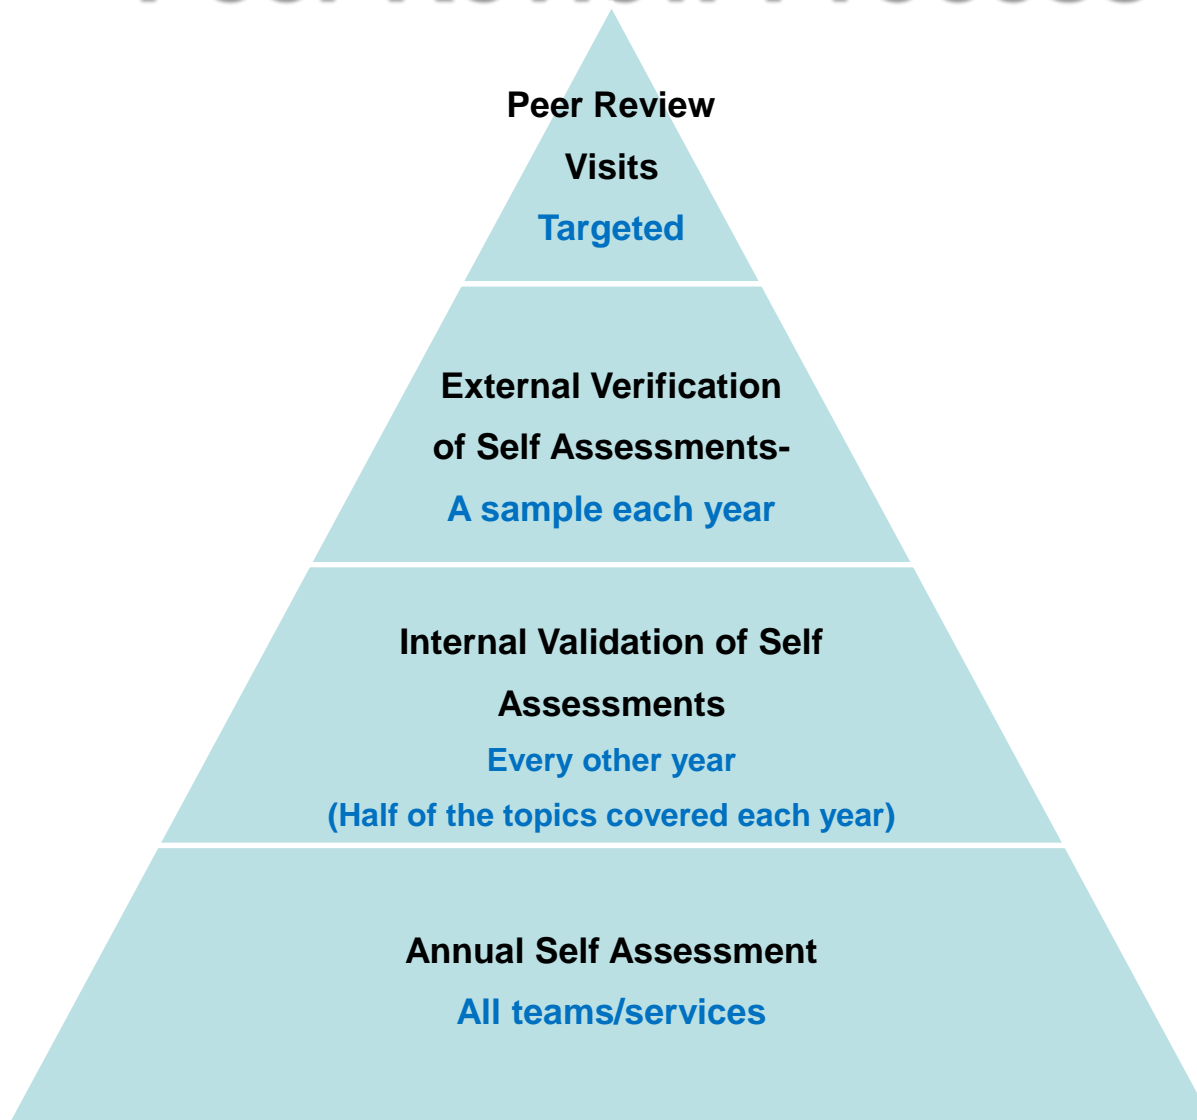 Peer Review
Visits
Targeted
External Verification
of Self Assessments-
A sample each year
Internal Validation of Self
Assessments
Every other year
(Half of the topics covered each year)
Annual Self Assessment
All teams/services